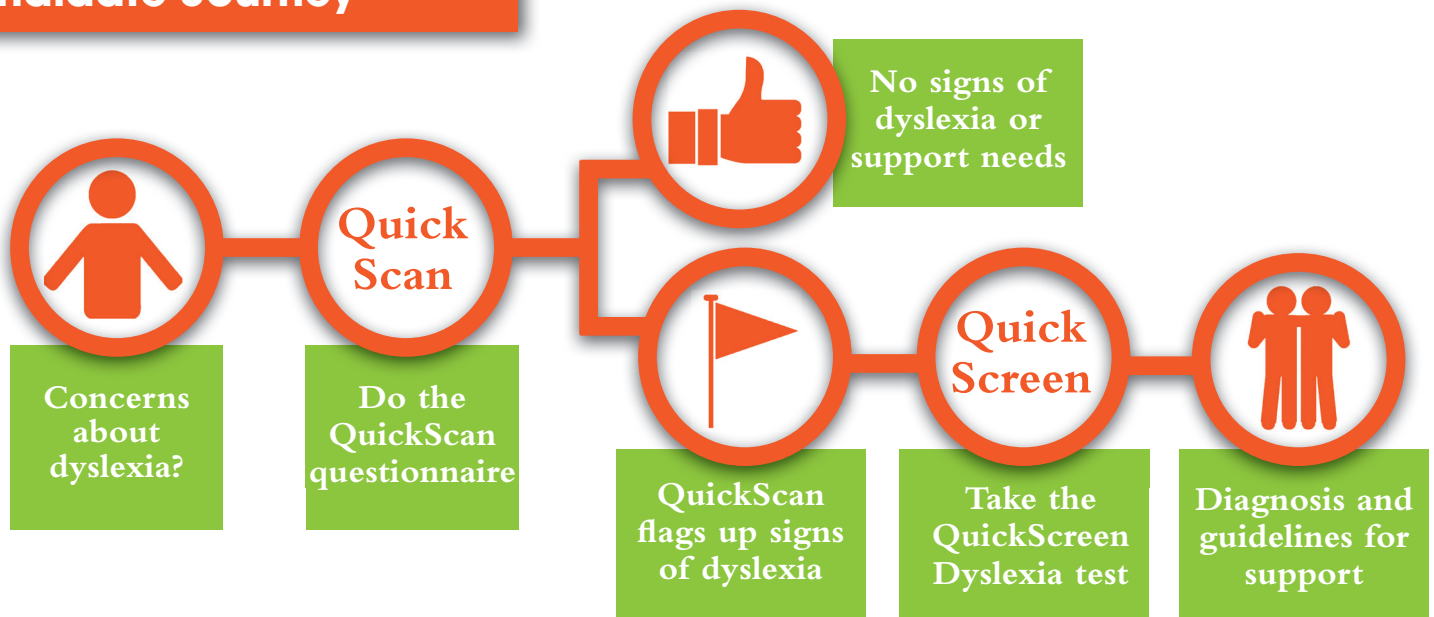 Journey
No signs of
dyslexia or
support needs
Quick
Scan
Concerns
about
dyslexia?
Do the
QuickScan
questionnaire
QuickScan
flags up signs
of dyslexia
Quick
Screen
Take the
QuickScreen
Dyslexia test
Diagnosis and
guidelines for
support